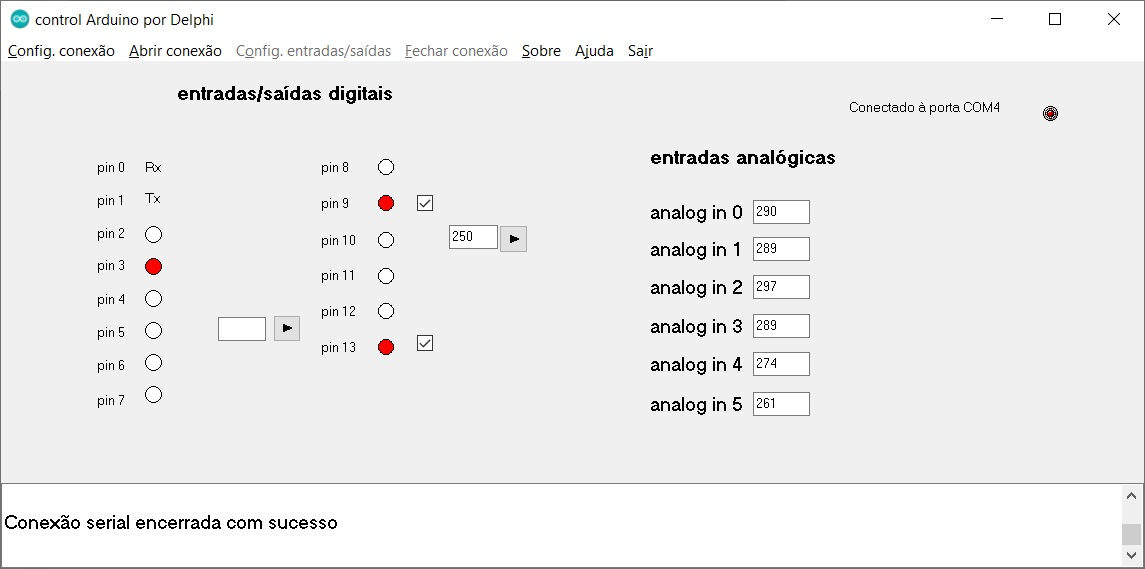 control Arduino por Delphi
Config. conexão Abrir conexão Config. entradas/saídas Fechar conexão Sobre Ajuda Sair
entradas/saídas digitais
Conectado à porta COM4
pin 0 Rx
pin 1 Tx
pin 2
pin 3
pin 4
pin 5
pin 6
pin 7
pin 8
pin 9
pin 10
250
pin 11
pin 12
pin 13
entradas analógicas
analog in 0 290
analog in 1 289
analog in 2 297
analog in 3 289
analog in 4 274
analog in 5 261
Conexão serial encerrada com sucesso